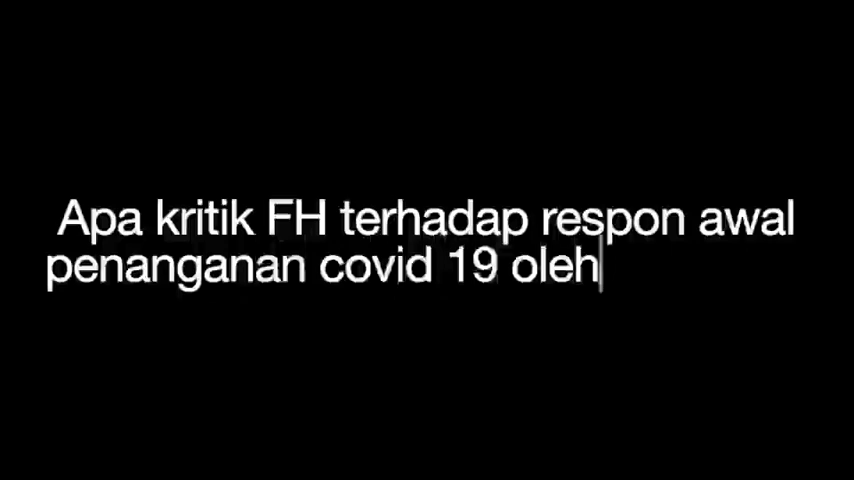 Apa kritik FH terhadap respon awal
penanganan covid 19 oleh